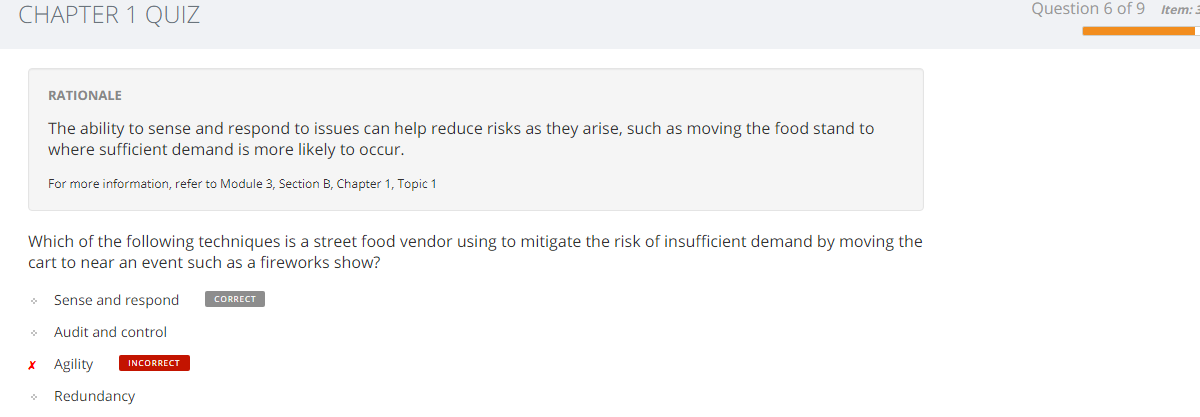 CHAPTER 1 QUIZ
Question 6 of 9 Item: 3
RATIONALE
The ability to sense and respond to issues can help reduce risks as they arise, such as moving the food stand to
where sufficient demand is more likely to occur.
For more information, refer to Module 3, Section B, Chapter 1, Topic 1
Which of the following techniques is a street food vendor using to mitigate the risk of insufficient demand by moving the
cart to near an event such as a fireworks show?
Sense and respond CORRECT
Audit and control
✗ Agility INCORRECT
Redundancy